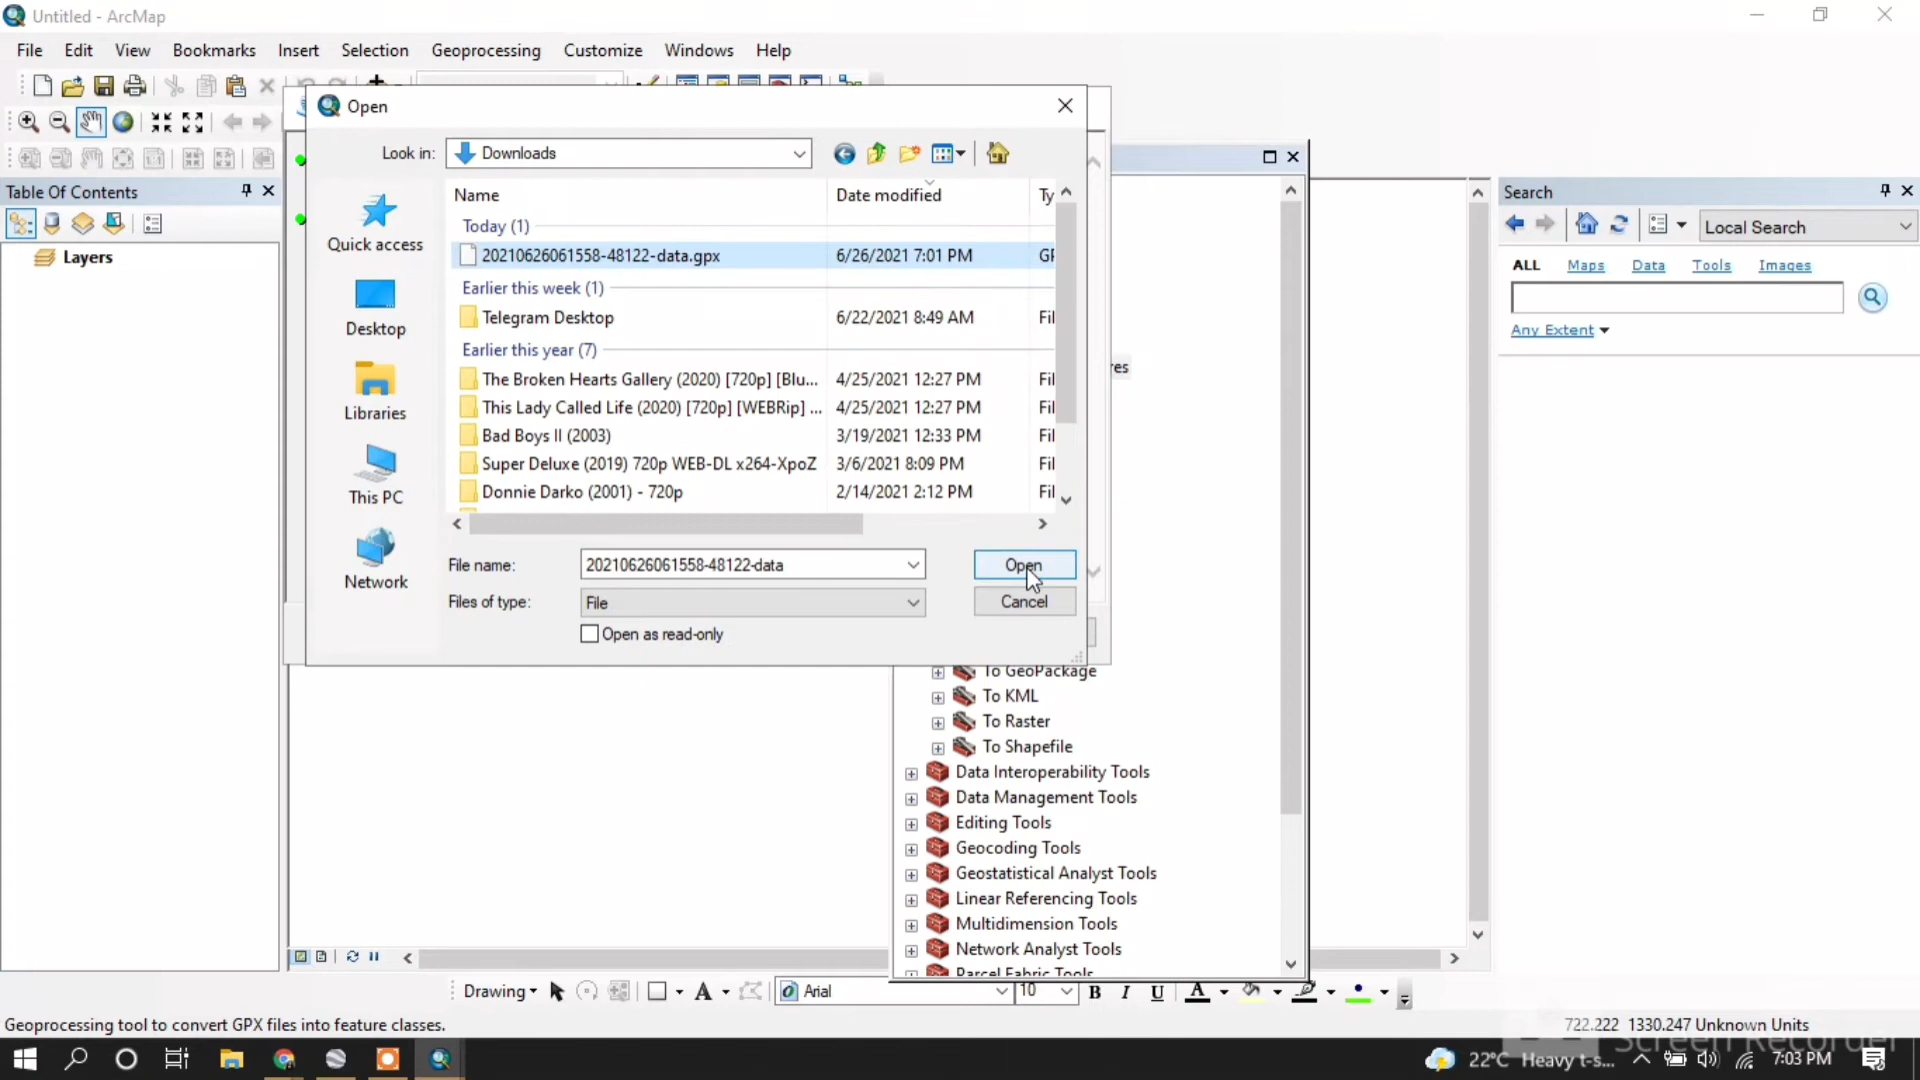 Untitled - ArcMap
File Edit View Bookmarks Insert Selection Geoprocessing Customize Windows Help
Open
Look in: Downloads
Table Of Contents
Layers
Quick access
Desktop
Libraries
This PC
Network
Name Date modified Ty
Today (1)
20210626061558-48122-data.gpx 6/26/2021 7:01 PM GF
Earlier this week (1)
Telegram Desktop 6/22/2021 8:49 AM Fil
Earlier this year (7)
The Broken Hearts Gallery (2020) [720p] [Blu... 4/25/2021 12:27 PM Fil
This Lady Called Life (2020) [720p] [WEBRip] ... 4/25/2021 12:27 PM Fil
Bad Boys II (2003) 3/19/2021 12:33 PM Fil
Super Deluxe (2019) 720p WEB-DL x264-XpoZ 3/6/2021 8:09 PM Fil
Donnie Darko (2001) - 720p 2/14/2021 2:12 PM Fil
File name: 20210626061558-48122-data Open
Files of type: File Cancel
Open as read-only
res
To GeoPackage
To KML
To Raster
To Shapefile
Data Interoperability Tools
Data Management Tools
Editing Tools
Geocoding Tools
Geostatistical Analyst Tools
Linear Referencing Tools
Multidimension Tools
Network Analyst Tools
Parcel Fabric Tools
Search
Local Search
ALL Maps Data Tools Images
Any Extent
Drawing A Arial 10 B I U A
Geoprocessing tool to convert GPX files into feature classes. 722.222 1330.247 Unknown Units
Screen Recorder
22°C Heavy t-s... 7:03 PM